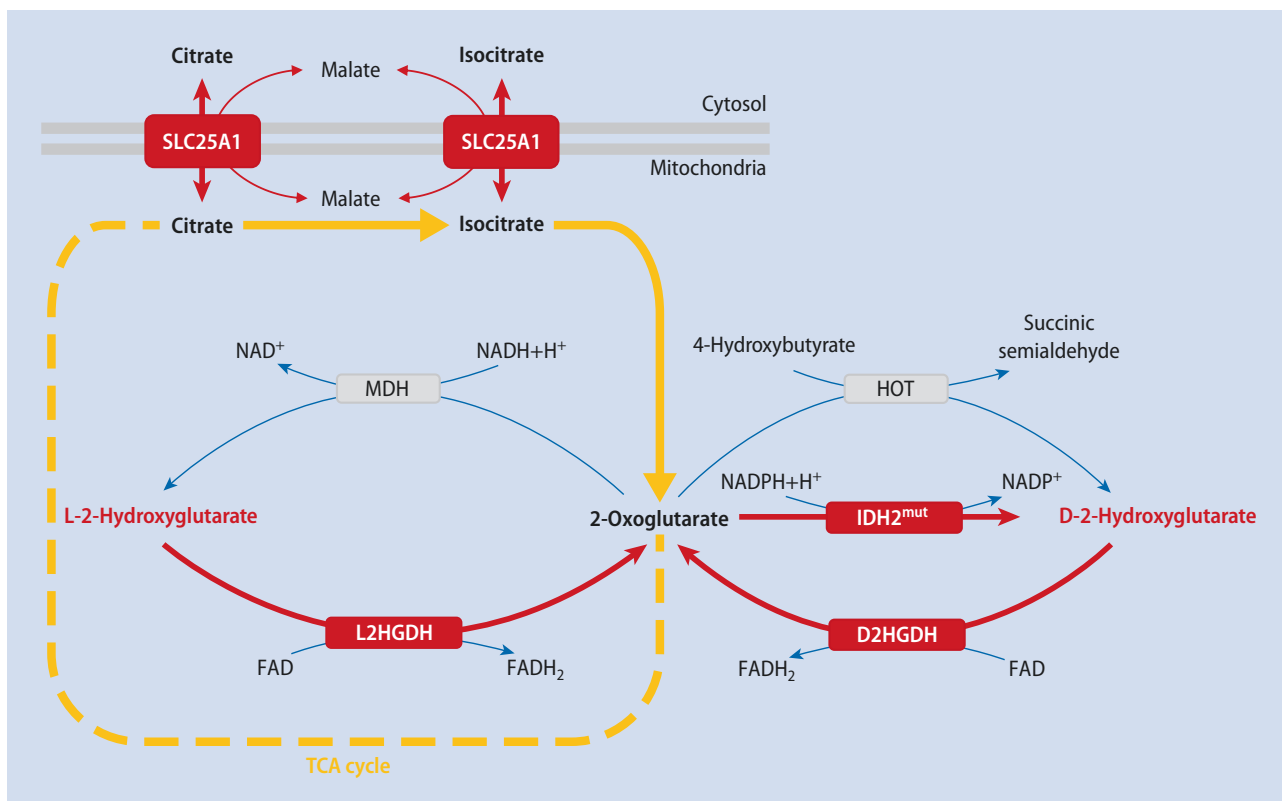 Citrate
Malate
Isocitrate
Cytosol
SLC25A1
SLC25A1
Mitochondria
Malate
Citrate
Isocitrate
NAD⁺
NADH+H⁺
MDH
4-Hydroxybutyrate
Succinic
semialdehyde
HOT
L-2-Hydroxyglutarate
2-Oxoglutarate
NADPH+H⁺
NADP⁺
IDH2ᵐᵘᵗ
D-2-Hydroxyglutarate
L2HGDH
FAD
FADH₂
D2HGDH
FADH₂
FAD
TCA cycle